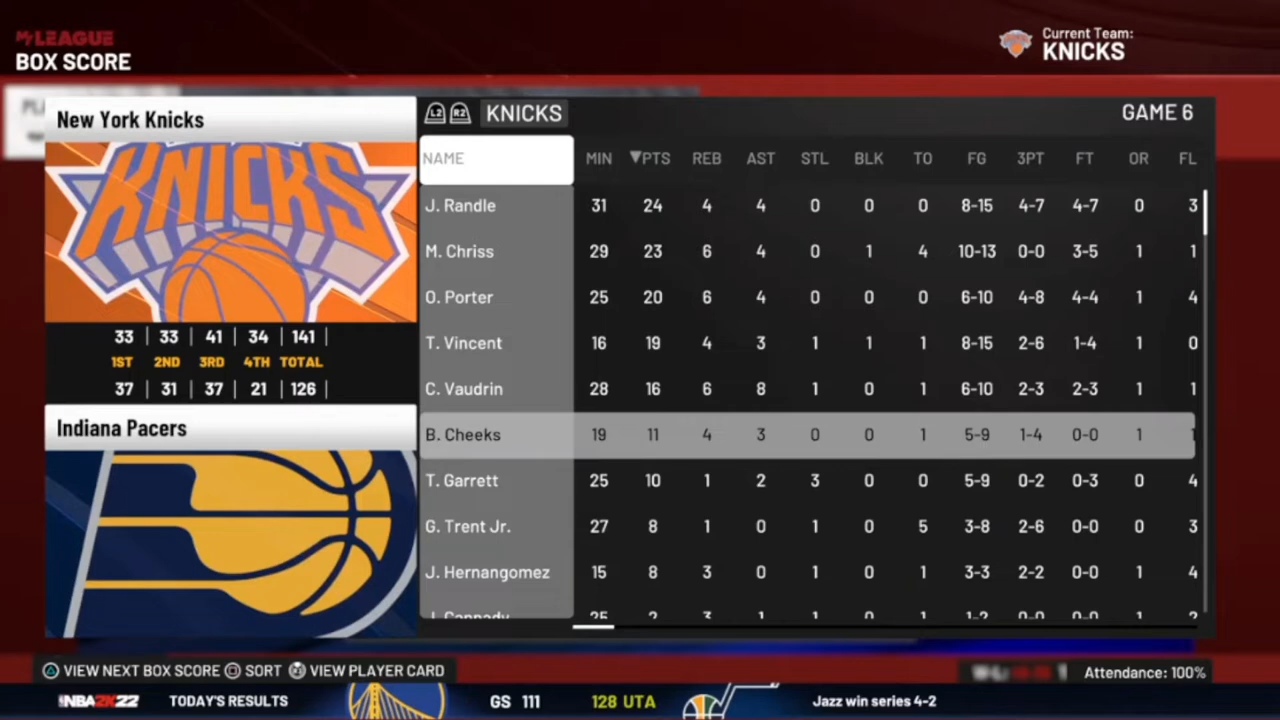 MyLEAGUE
BOX SCORE
Current Team:
KNICKS
New York Knicks
KNICKS
33 | 33 | 41 | 34 | 141 |
1ST 2ND 3RD 4TH TOTAL
37 | 31 | 37 | 21 | 126 |
Indiana Pacers
L2 R2 KNICKS GAME 6
NAME MIN ▼PTS REB AST STL BLK TO FG 3PT FT OR FL
J. Randle 31 24 4 4 0 0 0 8-15 4-7 4-7 0 3
M. Chriss 29 23 6 4 0 1 4 10-13 0-0 3-5 1 1
O. Porter 25 20 6 4 0 0 0 6-10 4-8 4-4 1 4
T. Vincent 16 19 4 3 1 1 1 8-15 2-6 1-4 1 0
C. Vaudrin 28 16 6 8 1 0 1 6-10 2-3 2-3 1 1
B. Cheeks 19 11 4 3 0 0 1 5-9 1-4 0-0 1 1
T. Garrett 25 10 1 2 3 0 0 5-9 0-2 0-3 0 4
G. Trent Jr. 27 8 1 0 1 0 5 3-8 2-6 0-0 0 3
J. Hernangomez 15 8 3 0 1 0 1 3-3 2-2 0-0 1 4
VIEW NEXT BOX SCORE SORT VIEW PLAYER CARD
Attendance: 100%
NBA2K22 TODAY'S RESULTS GS 111 128 UTA Jazz win series 4-2